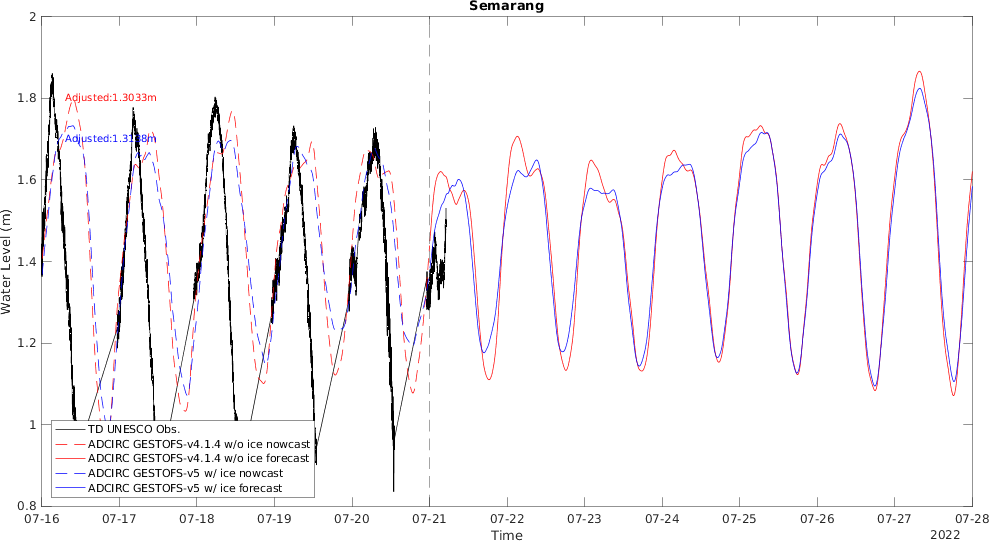 Semarang
2
1.8
1.6
1.4
1.2
1
0.8
Water Level (m)
Adjusted:1.3033m
TD UNESCO Obs.
ADCIRC GESTOFS-v4.1.4 w/o ice nowcast
ADCIRC GESTOFS-v4.1.4 w/o ice forecast
ADCIRC GESTOFS-v5 w/ ice nowcast
ADCIRC GESTOFS-v5 w/ ice forecast
07-16 07-17 07-18 07-19 07-20 07-21 07-22 07-23 07-24 07-25 07-26 07-27 07-28
Time
2022